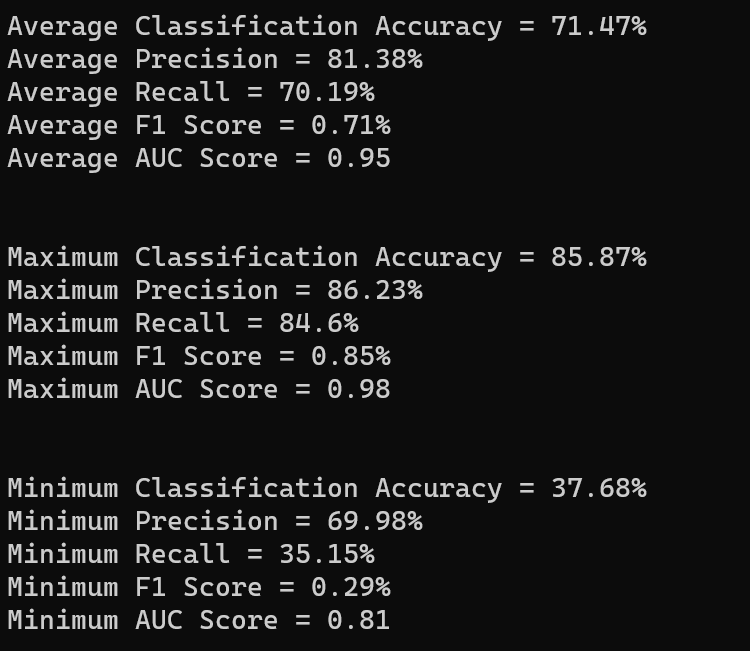 Average Classification Accuracy = 71.47%
Average Precision = 81.38%
Average Recall = 70.19%
Average F1 Score = 0.71%
Average AUC Score = 0.95
Maximum Classification Accuracy = 85.87%
Maximum Precision = 86.23%
Maximum Recall = 84.6%
Maximum F1 Score = 0.85%
Maximum AUC Score = 0.98
Minimum Classification Accuracy = 37.68%
Minimum Precision = 69.98%
Minimum Recall = 35.15%
Minimum F1 Score = 0.29%
Minimum AUC Score = 0.81